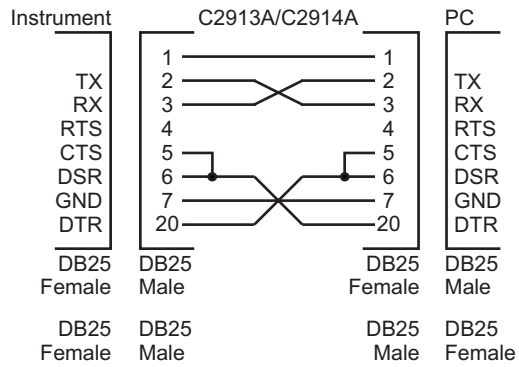 Instrument C2913A/C2914A PC
1 1
TX 2 2 TX
RX 3 3 RX
RTS 4 4 RTS
CTS 5 5 CTS
DSR 6 6 DSR
GND 7 7 GND
DTR 20 20 DTR
DB25 DB25 DB25 DB25
Female Male Female Male
DB25 DB25 DB25 DB25
Female Male Male Female